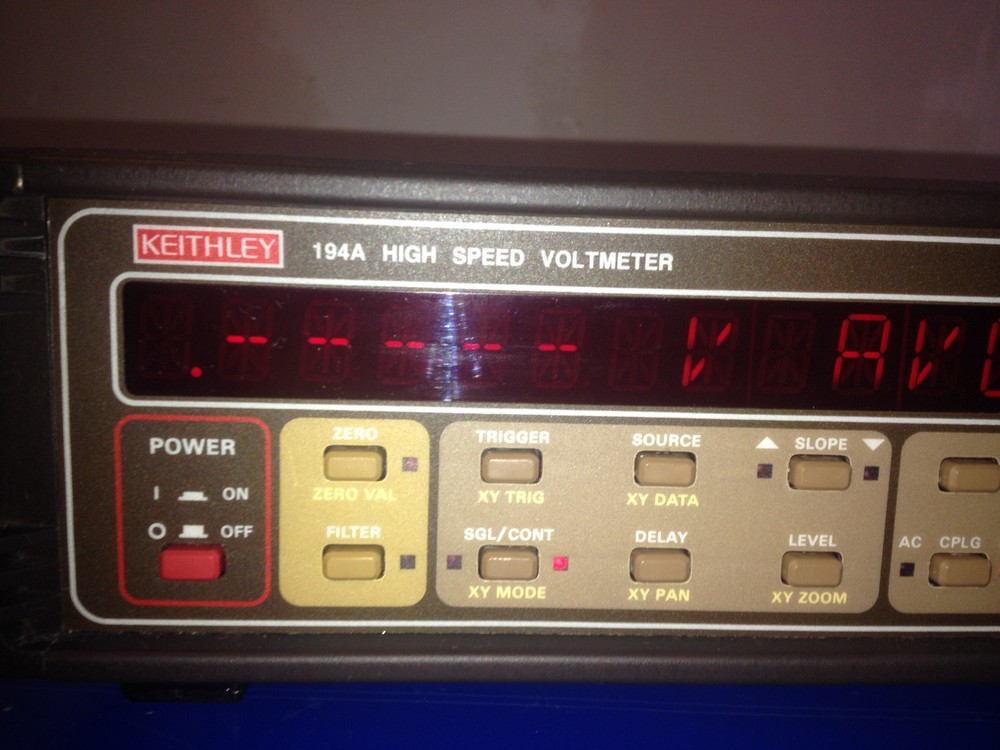 KEITHLEY 194A HIGH SPEED VOLTMETER
.----- V AV
POWER
I ON
O OFF
ZERO
ZERO VAL
FILTER
TRIGGER
XY TRIG
SOURCE
XY DATA
SLOPE
SGL/CONT
XY MODE
DELAY
XY PAN
LEVEL
XY ZOOM
AC CPLG